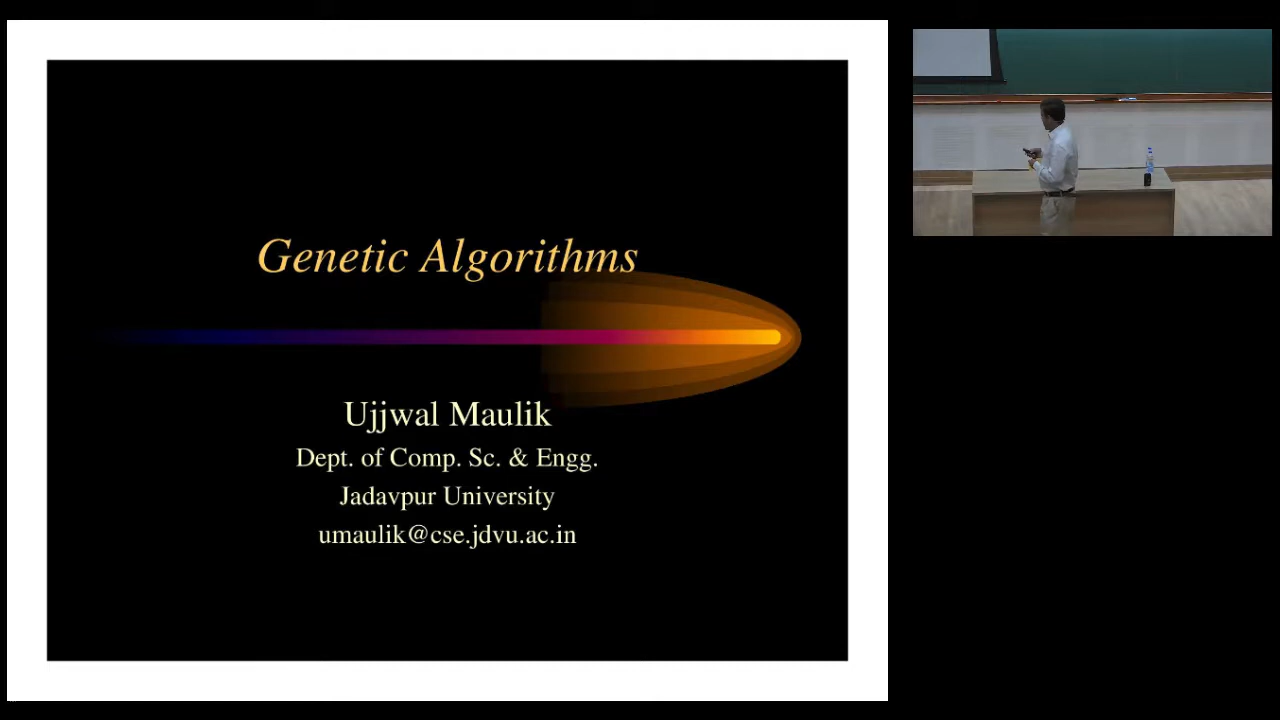 Genetic Algorithms
Ujjwal Maulik
Dept. of Comp. Sc. & Engg.
Jadavpur University
umaulik@cse.jdvu.ac.in